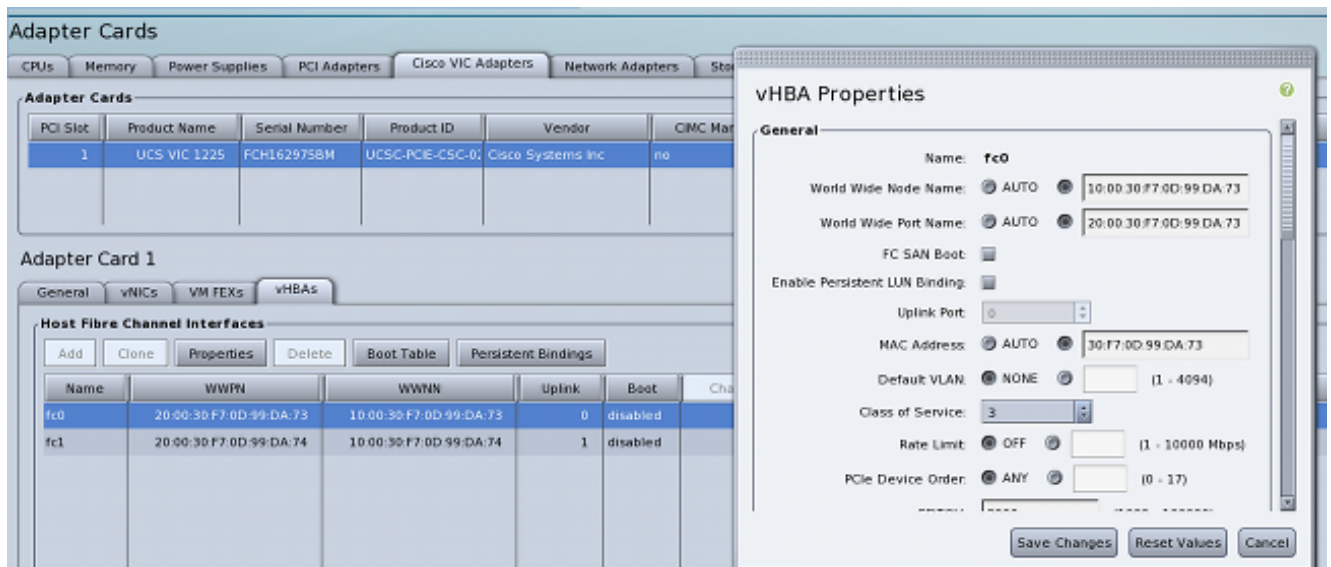 Adapter Cards
CPUs Memory Power Supplies PCI Adapters Cisco VIC Adapters Network Adapters Sto
Adapter Cards
PCI Slot Product Name Serial Number Product ID Vendor CIMC Mar
1 UCS VIC 1225 FCH162975BM UCSC-PCIE-CSC-02 Cisco Systems Inc no
Adapter Card 1
General vNICs VM FEXs vHBAs
Host Fibre Channel Interfaces
Add Clone Properties Delete Boot Table Persistent Bindings
Name WWPN WWNN Uplink Boot Cha
fc0 20:00:30:F7:0D:99:DA:73 10:00:30:F7:0D:99:DA:73 0 disabled
fc1 20:00:30:F7:0D:99:DA:74 10:00:30:F7:0D:99:DA:74 1 disabled
vHBA Properties
General
Name: fc0
World Wide Node Name: AUTO 10:00:30:F7:0D:99:DA:73
World Wide Port Name: AUTO 20:00:30:F7:0D:99:DA:73
FC SAN Boot:
Enable Persistent LUN Binding:
Uplink Port: 0
MAC Address: AUTO 30:F7:0D:99:DA:73
Default VLAN: NONE (1 - 4094)
Class of Service: 3
Rate Limit: OFF (1 - 10000 Mbps)
PCIe Device Order: ANY (0 - 17)
Save Changes Reset Values Cancel